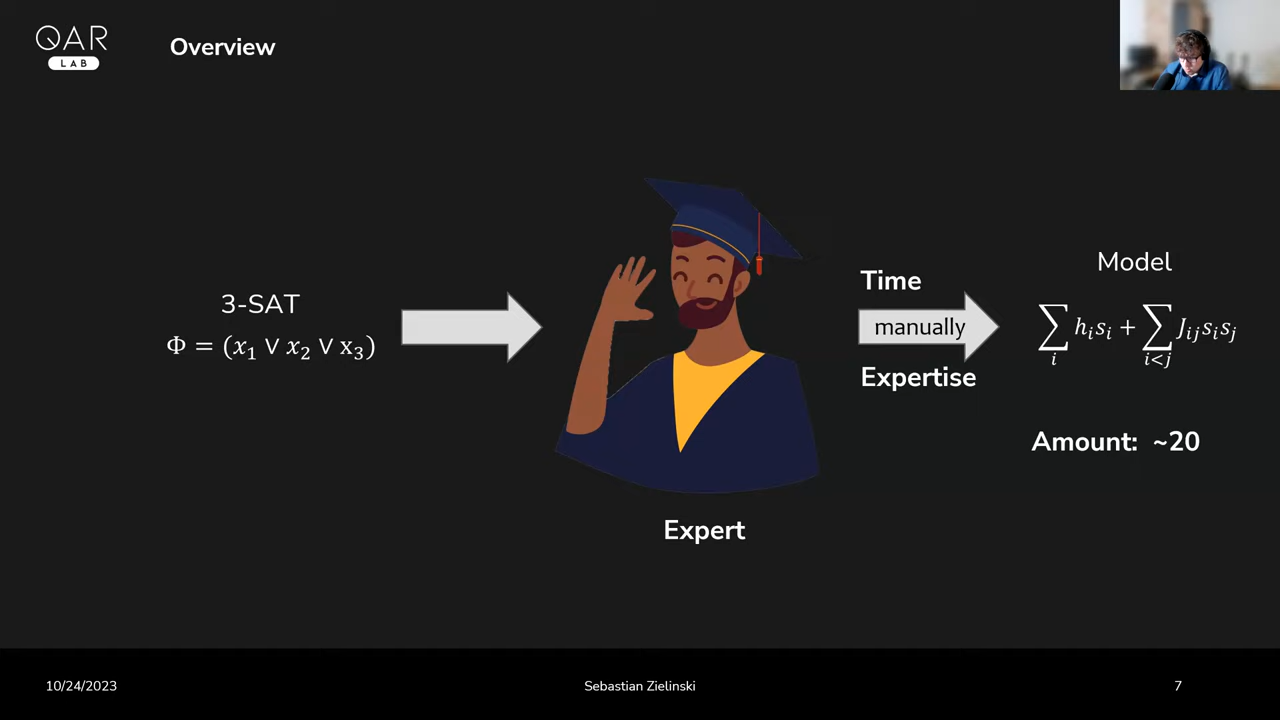 QAR
LAB
Overview
3-SAT
Φ = (x₁ ∨ x₂ ∨ x₃)
Time
manually
Expertise
Model
∑ᵢ hᵢsᵢ + ∑ᵢ<ⱼ Jᵢⱼsᵢsⱼ
Amount: ~20
Expert
10/24/2023
Sebastian Zielinski
7